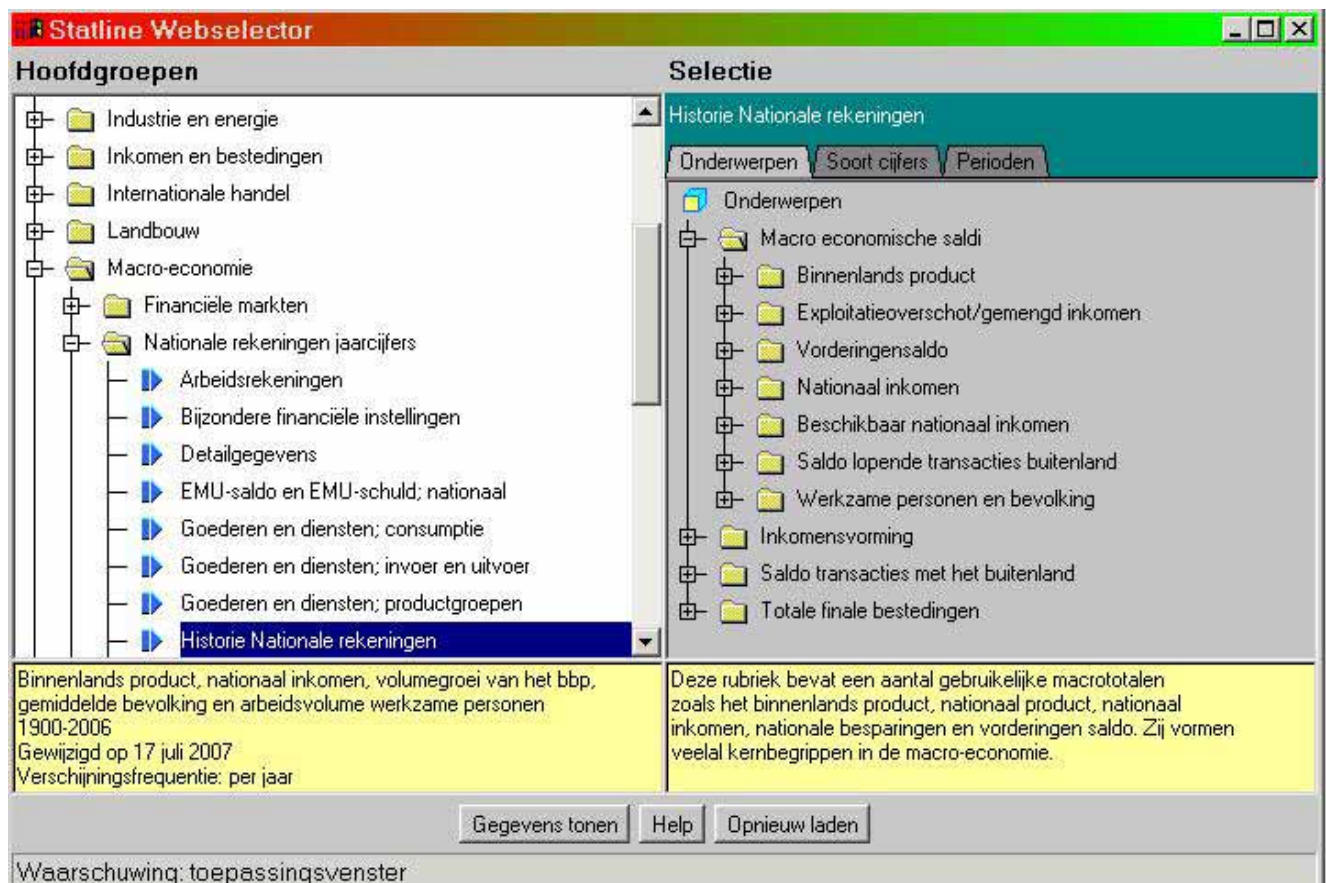 Statline Webselector
Hoofdgroepen
Industrie en energie
Inkomen en bestedingen
Internationale handel
Landbouw
Macro-economie
Financiële markten
Nationale rekeningen jaarcijfers
Arbeidsrekeningen
Bijzondere financiële instellingen
Detailgegevens
EMU-saldo en EMU-schuld; nationaal
Goederen en diensten; consumptie
Goederen en diensten; invoer en uitvoer
Goederen en diensten; productgroepen
Historie Nationale rekeningen
Binnenlands product, nationaal inkomen, volumegroei van het bbp,
gemiddelde bevolking en arbeidsvolume werkzame personen
1900-2006
Gewijzigd op 17 juli 2007
Verschijningsfrequentie: per jaar
Selectie
Historie Nationale rekeningen
Onderwerpen Soort cijfers Perioden
Onderwerpen
Macro economische saldi
Binnenlands product
Exploitatieoverschot/gemengd inkomen
Vorderingensaldo
Nationaal inkomen
Beschikbaar nationaal inkomen
Saldo lopende transacties buitenland
Werkzame personen en bevolking
Inkomensvorming
Saldo transacties met het buitenland
Totale finale bestedingen
Deze rubriek bevat een aantal gebruikelijke macrototalen
zoals het binnenlands product, nationaal product, nationaal
inkomen, nationale besparingen en vorderingen saldo. Zij vormen
veelal kernbegrippen in de macro-economie.
Gegevens tonen Help Opnieuw laden
Waarschuwing: toepassingsvenster